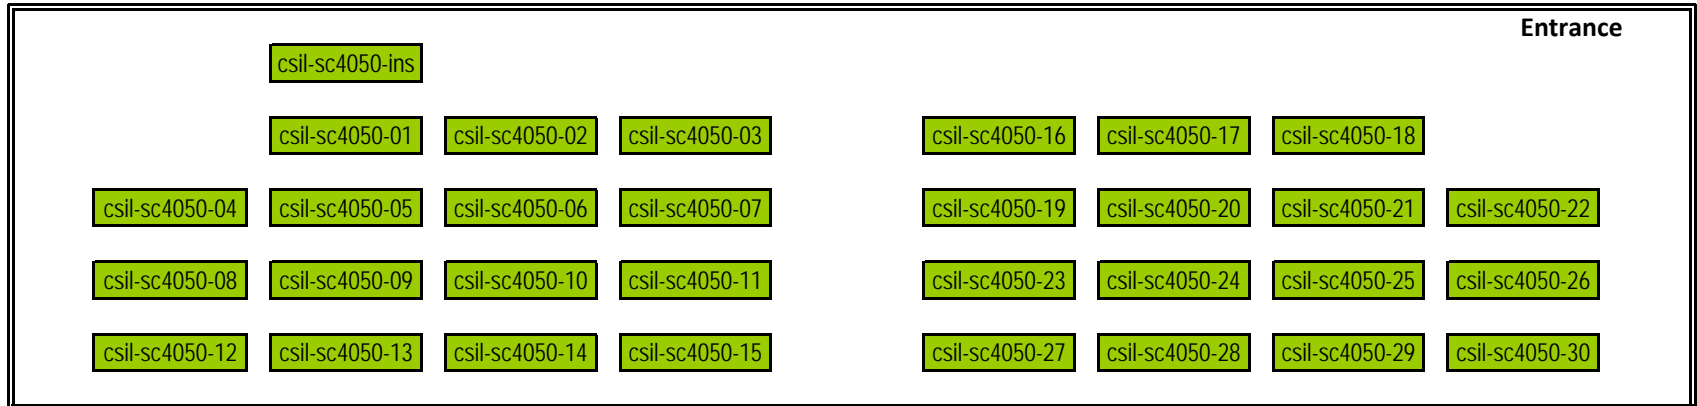 Entrance
csil-sc4050-ins
csil-sc4050-01 csil-sc4050-02 csil-sc4050-03 csil-sc4050-16 csil-sc4050-17 csil-sc4050-18
csil-sc4050-04 csil-sc4050-05 csil-sc4050-06 csil-sc4050-07 csil-sc4050-19 csil-sc4050-20 csil-sc4050-21 csil-sc4050-22
csil-sc4050-08 csil-sc4050-09 csil-sc4050-10 csil-sc4050-11 csil-sc4050-23 csil-sc4050-24 csil-sc4050-25 csil-sc4050-26
csil-sc4050-12 csil-sc4050-13 csil-sc4050-14 csil-sc4050-15 csil-sc4050-27 csil-sc4050-28 csil-sc4050-29 csil-sc4050-30